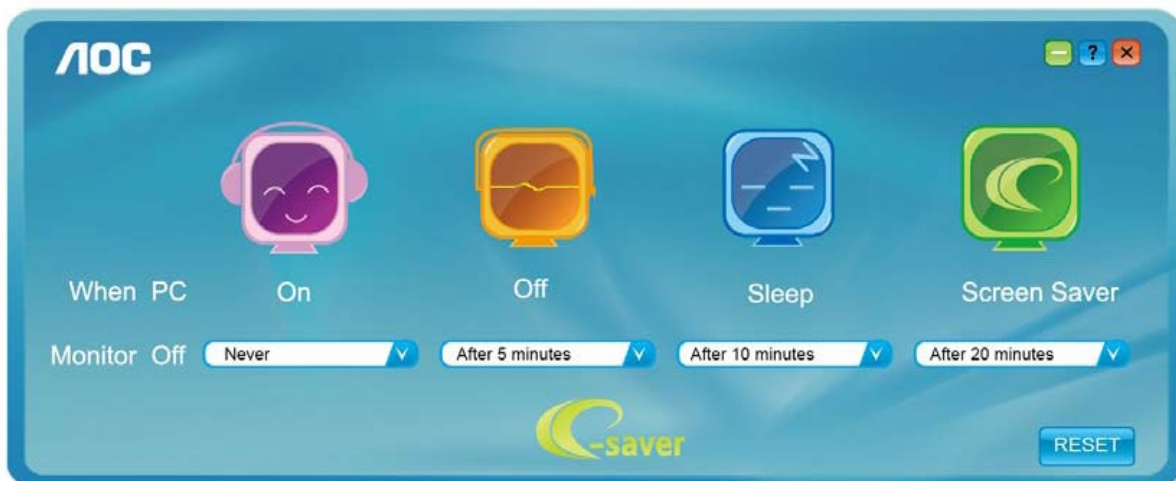 AOC
?
When PC On Off Sleep Screen Saver
Monitor Off Never After 5 minutes After 10 minutes After 20 minutes
e-saver
RESET